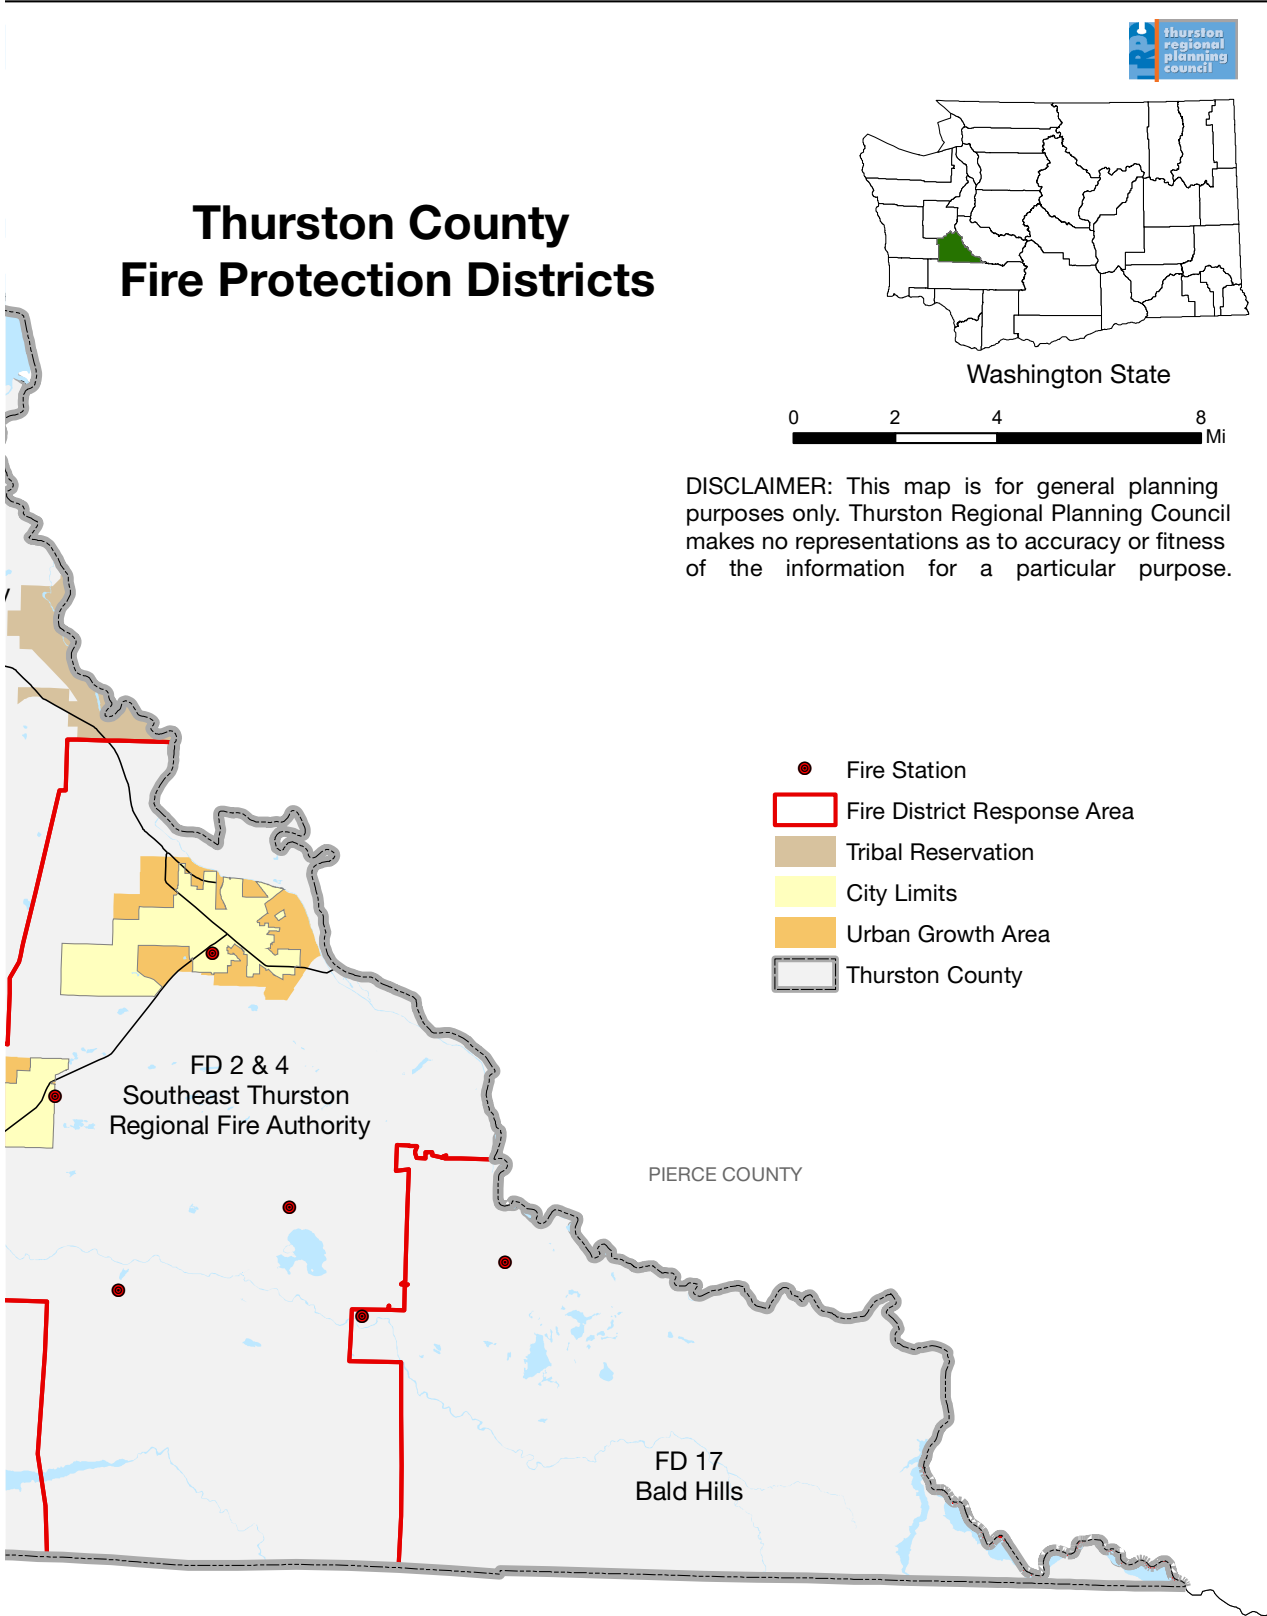 TRPC
thurston
regional
planning
council
Thurston County
Fire Protection Districts
Washington State
0 2 4 8
Mi
DISCLAIMER: This map is for general planning
purposes only. Thurston Regional Planning Council
makes no representations as to accuracy or fitness
of the information for a particular purpose.
Fire Station
Fire District Response Area
Tribal Reservation
City Limits
Urban Growth Area
Thurston County
FD 2 & 4
Southeast Thurston
Regional Fire Authority
PIERCE COUNTY
FD 17
Bald Hills